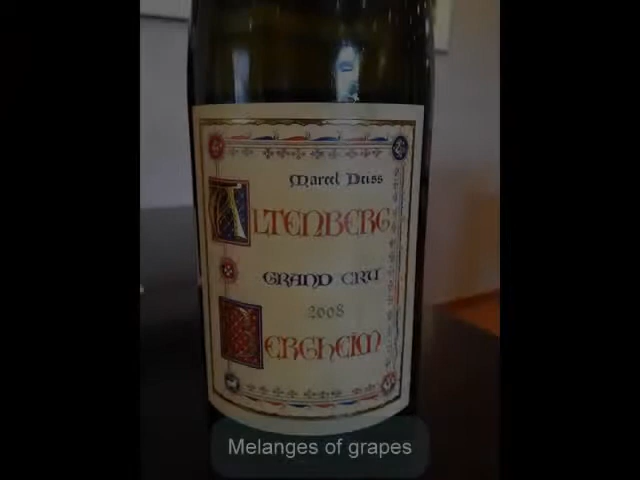 Marcel Deiss
ALTENBERG
GRAND CRU
2008
BERGHEIM
Melanges of grapes